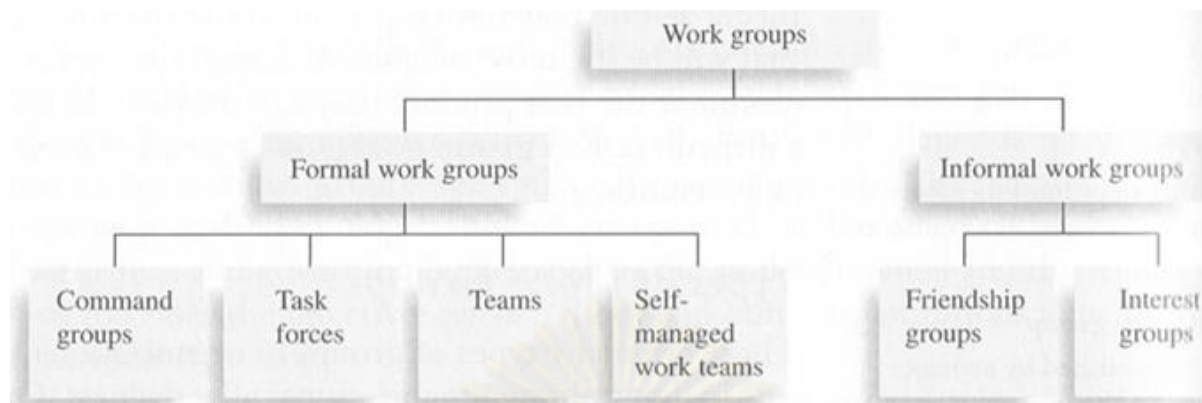 Work groups
Formal work groups
Informal work groups
Command
groups
Task
forces
Teams
Self-
managed
work teams
Friendship
groups
Interest
groups